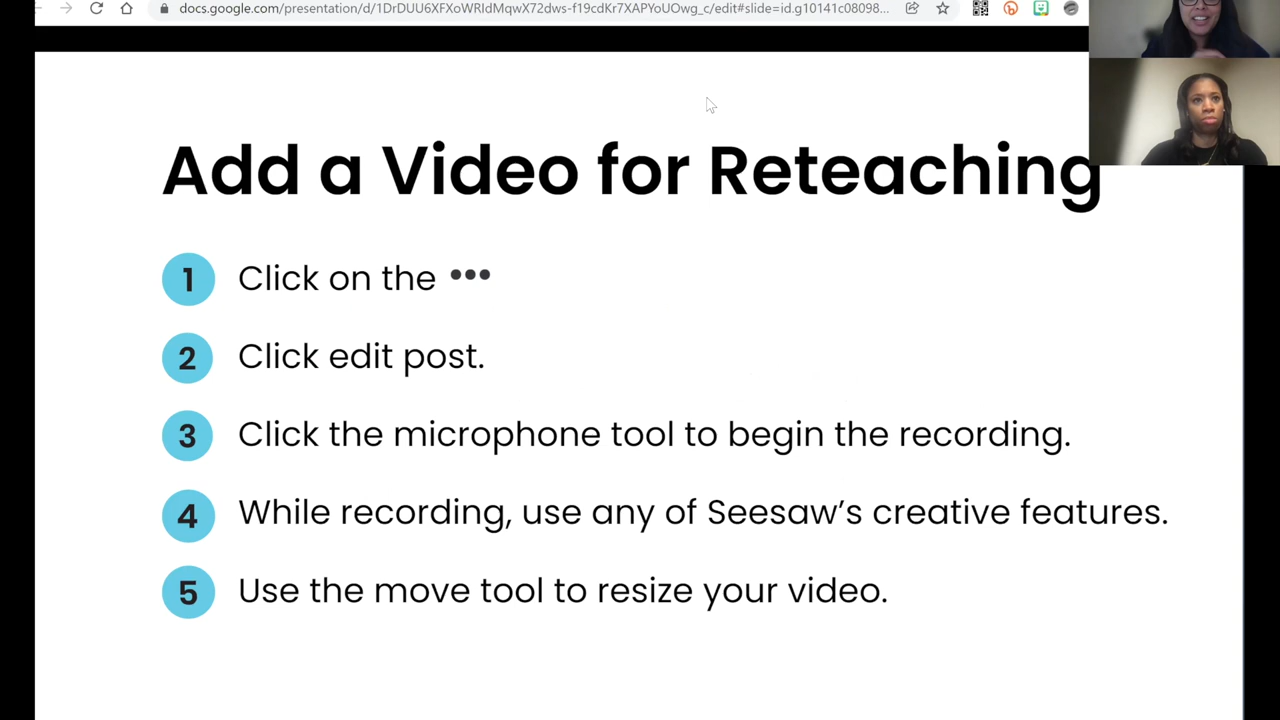 docs.google.com/presentation/d/1DrDUU6XFXoWRIdMqwX72dws-f19cdKr7XAPYoUOwg_c/edit#slide=id.g10141c08098...
Add a Video for Reteaching
1 Click on the •••
2 Click edit post.
3 Click the microphone tool to begin the recording.
4 While recording, use any of Seesaw’s creative features.
5 Use the move tool to resize your video.